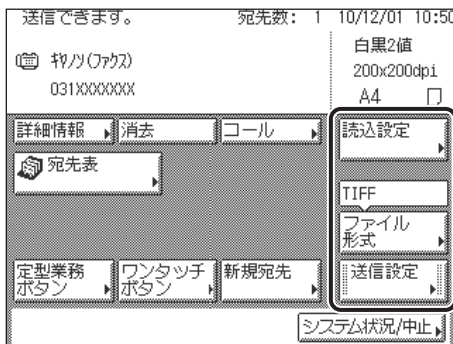 送信できます。 宛先数: 1 10/12/01 10:50
白黒2値
キヤノン(ファクス) 200x200dpi
031XXXXXXX A4
詳細情報 消去 コール 読込設定
宛先表
TIFF
ファイル
形式
定型業務
ボタン
ワンタッチ
ボタン
新規宛先
送信設定
システム状況/中止